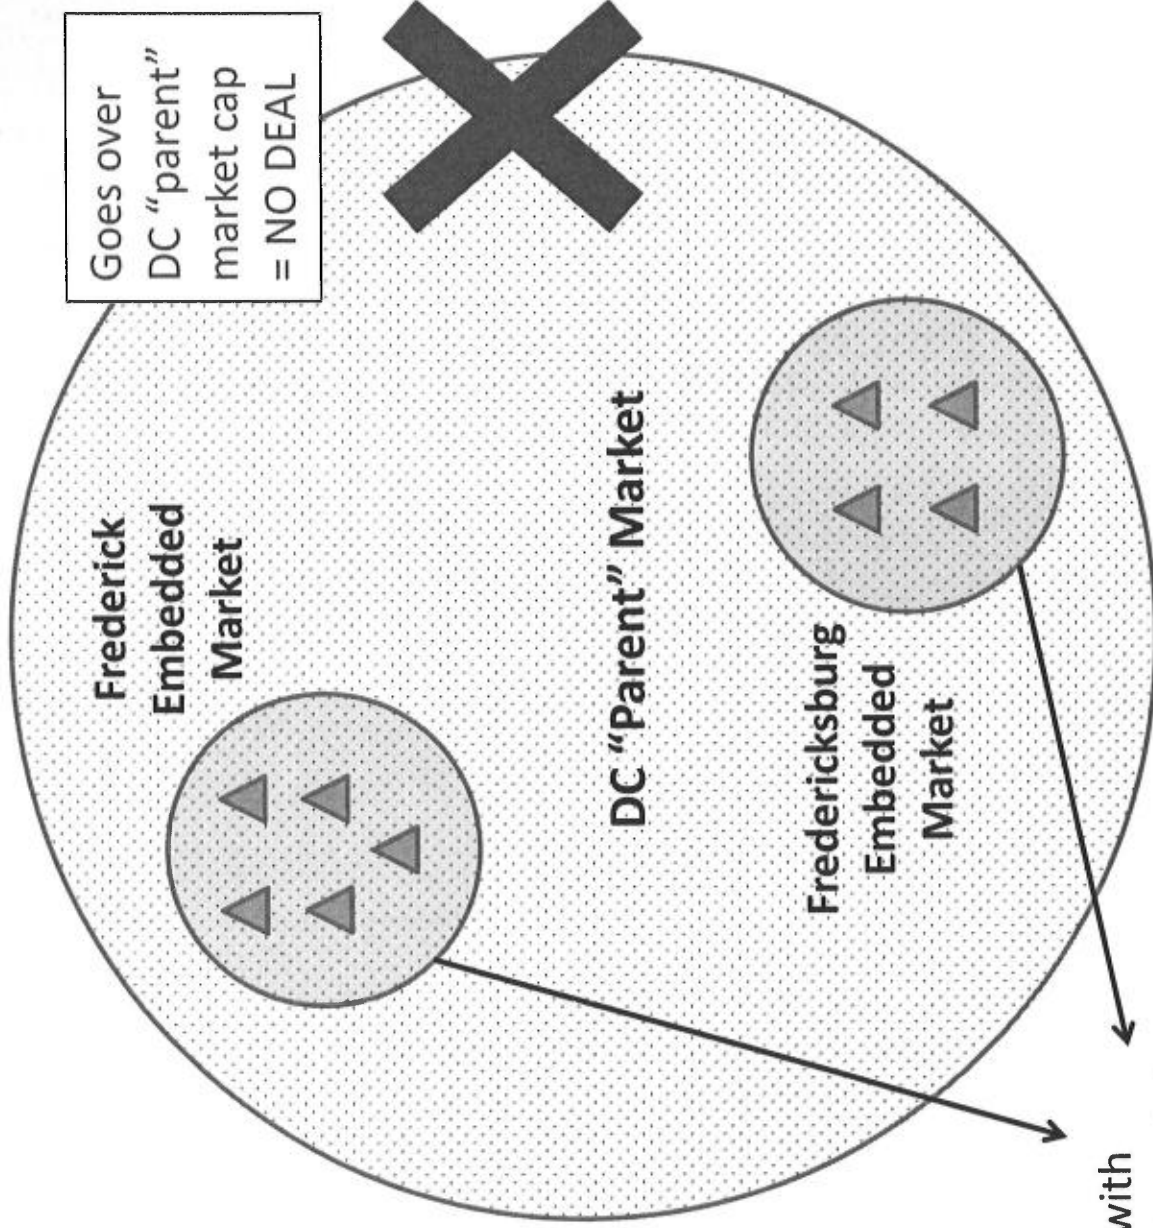 Goes over
DC “parent”
market cap
= NO DEAL
Frederick
Embedded
Market
DC “Parent” Market
Fredericksburg
Embedded
Market
with